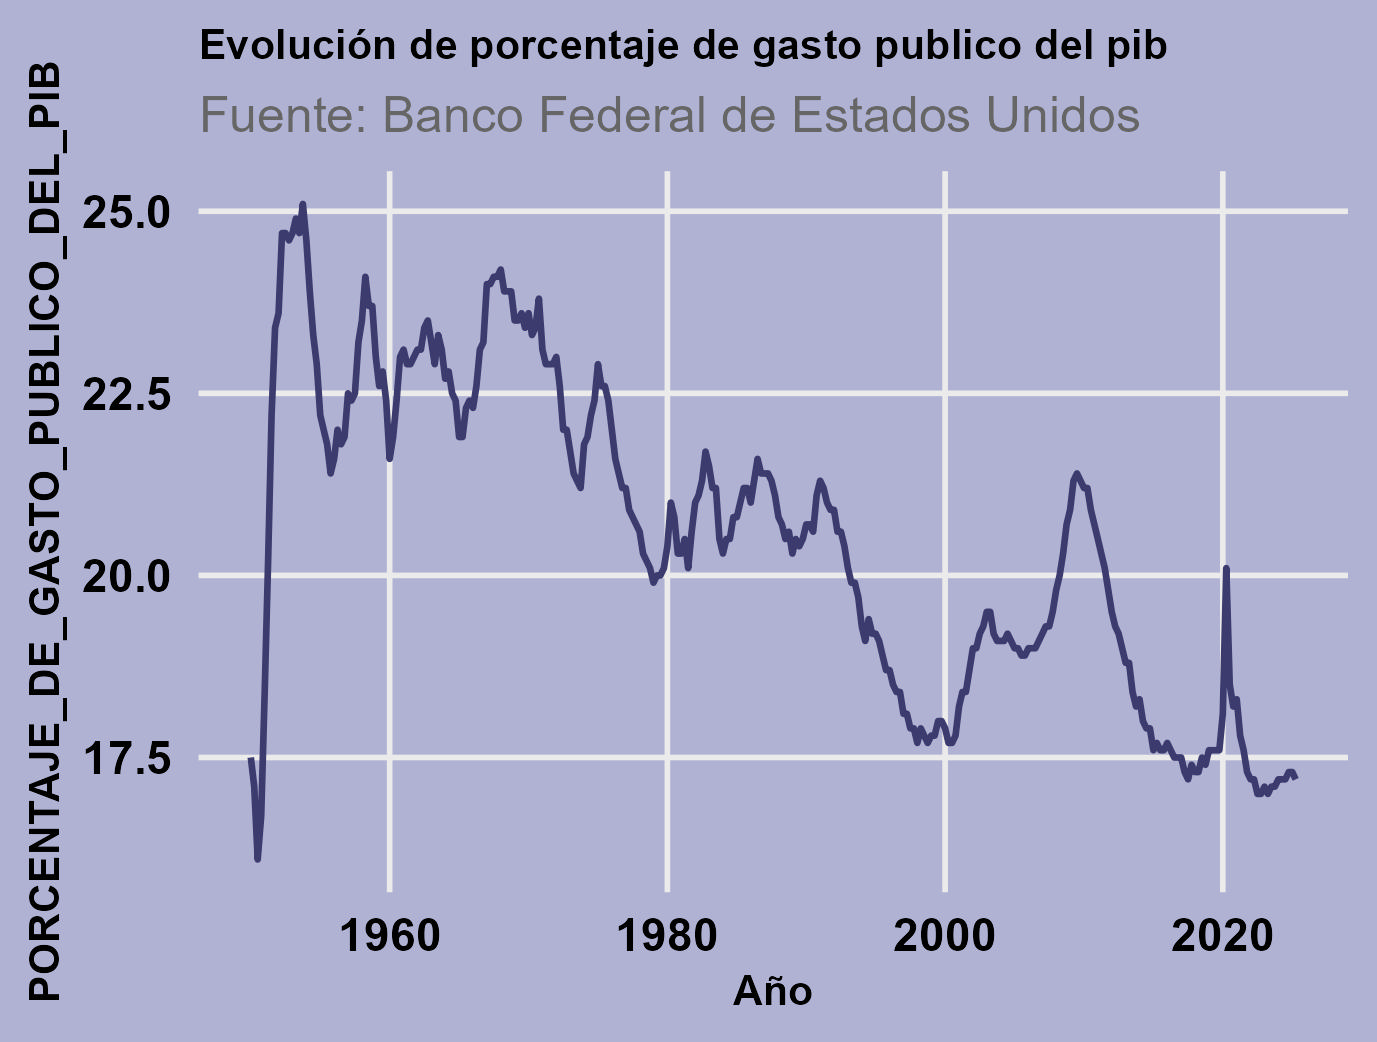 Evolución de porcentaje de gasto publico del pib
Fuente: Banco Federal de Estados Unidos
PORCENTAJE_DE_GASTO_PUBLICO_DEL_PIB
25.0
22.5
20.0
17.5
1960 1980 2000 2020
Año